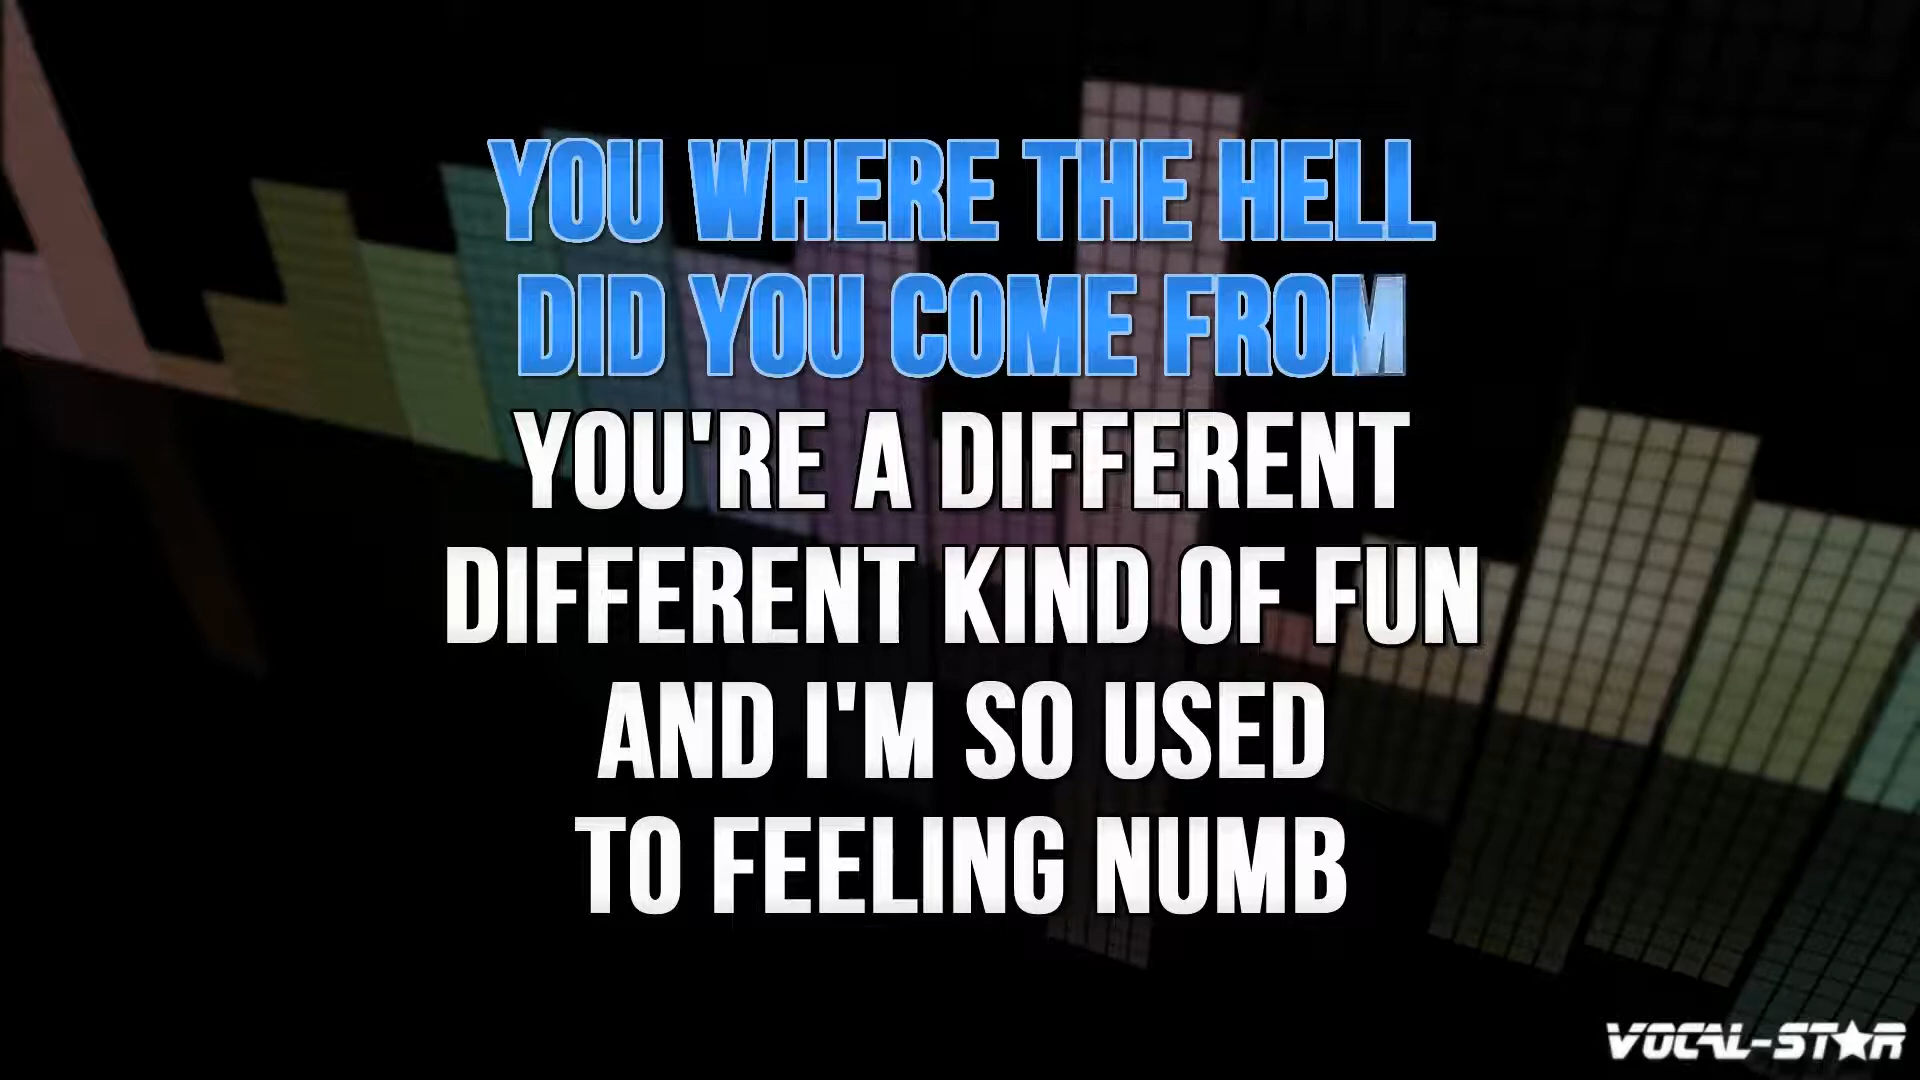 YOU WHERE THE HELL
DID YOU COME FROM
YOU'RE A DIFFERENT
DIFFERENT KIND OF FUN
AND I'M SO USED
TO FEELING NUMB
VOCAL-STAR